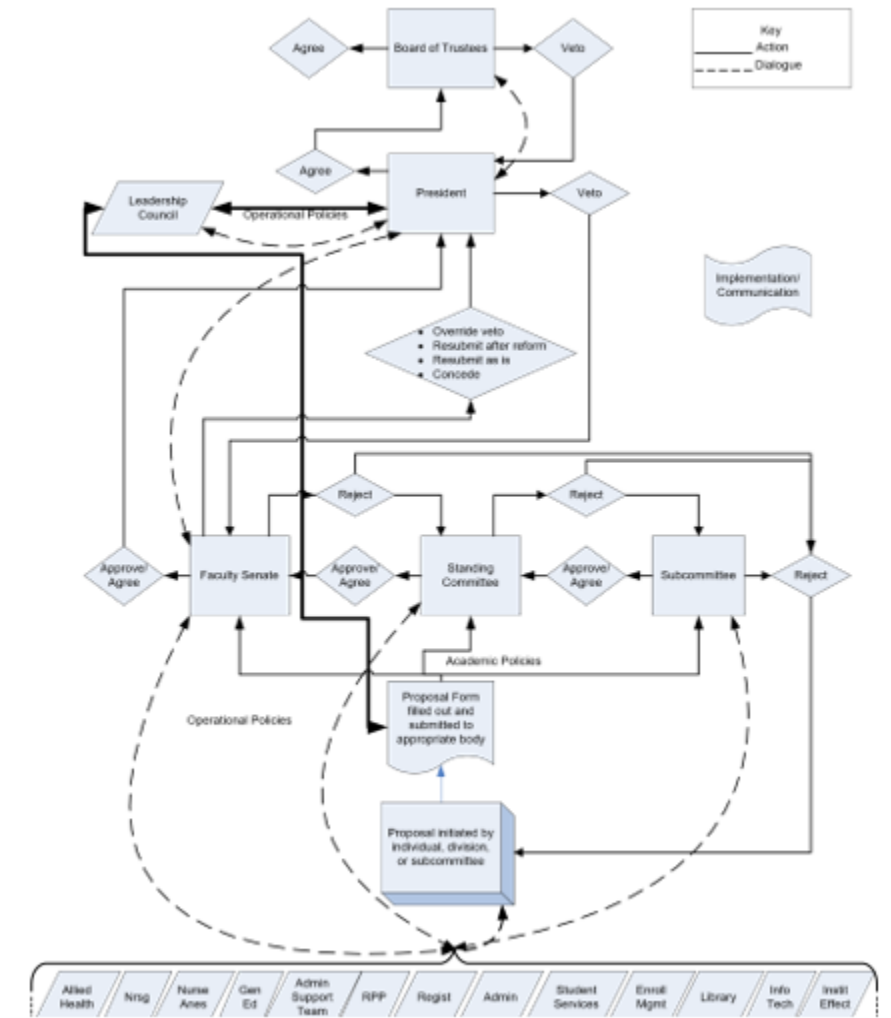 Key
Action
Dialogue
Agree
Board of Trustees
Veto
Agree
President
Veto
Leadership
Council
Operational Policies
Implementation/
Communication
• Override veto
• Resubmit after reform
• Resubmit as is
• Concede
Reject
Reject
Approve/
Agree
Faculty Senate
Approve/
Agree
Standing
Committee
Approve/
Agree
Subcommittee
Reject
Academic Policies
Operational Policies
Proposal Form
filled out and
submitted to
appropriate body
Proposal initiated by
individual, division,
or subcommittee
Allied
Health
Nrsg
Nurse
Anes
Gen
Ed
Admin
Support
Team
RPP
Regist
Admin
Student
Services
Enroll
Mgmt
Library
Info
Tech
Instit
Effect